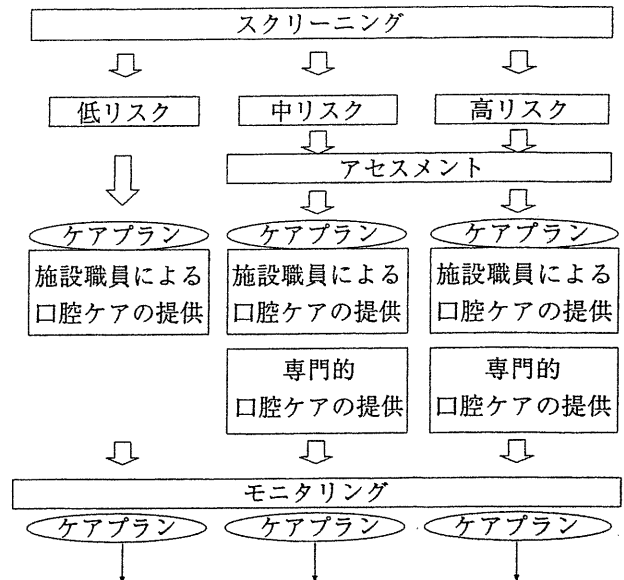 スクリーニング
低リスク
中リスク
高リスク
アセスメント
ケアプラン
ケアプラン
ケアプラン
施設職員による
口腔ケアの提供
施設職員による
口腔ケアの提供
施設職員による
口腔ケアの提供
専門的
口腔ケアの提供
専門的
口腔ケアの提供
モニタリング
ケアプラン
ケアプラン
ケアプラン